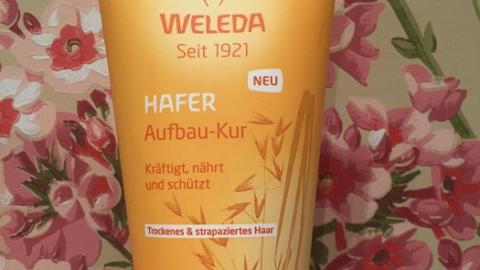 WELEDA
Seit 1921
NEU
HAFER
Aufbau-Kur
Kräftigt, nährt
und schützt
Trockenes & strapaziertes Haar